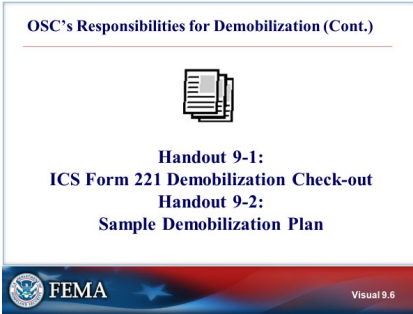 OSC's Responsibilities for Demobilization (Cont.)
Handout 9-1:
ICS Form 221 Demobilization Check-out
Handout 9-2:
Sample Demobilization Plan
FEMA
Visual 9.6